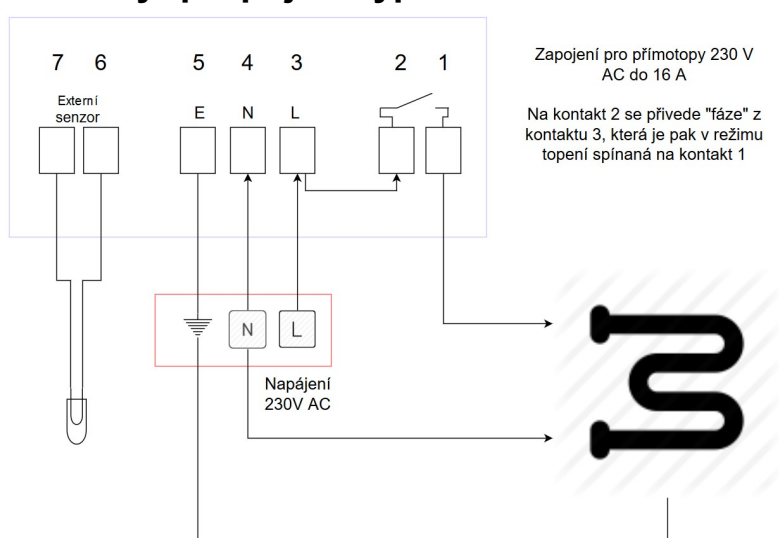 7 6 5 4 3 2 1
Externí
senzor
E N L
Zapojení pro přímotopy 230 V
AC do 16 A
Na kontakt 2 se přivede "fáze" z
kontaktu 3, která je pak v režimu
topení spínaná na kontakt 1
N L
Napájení
230V AC